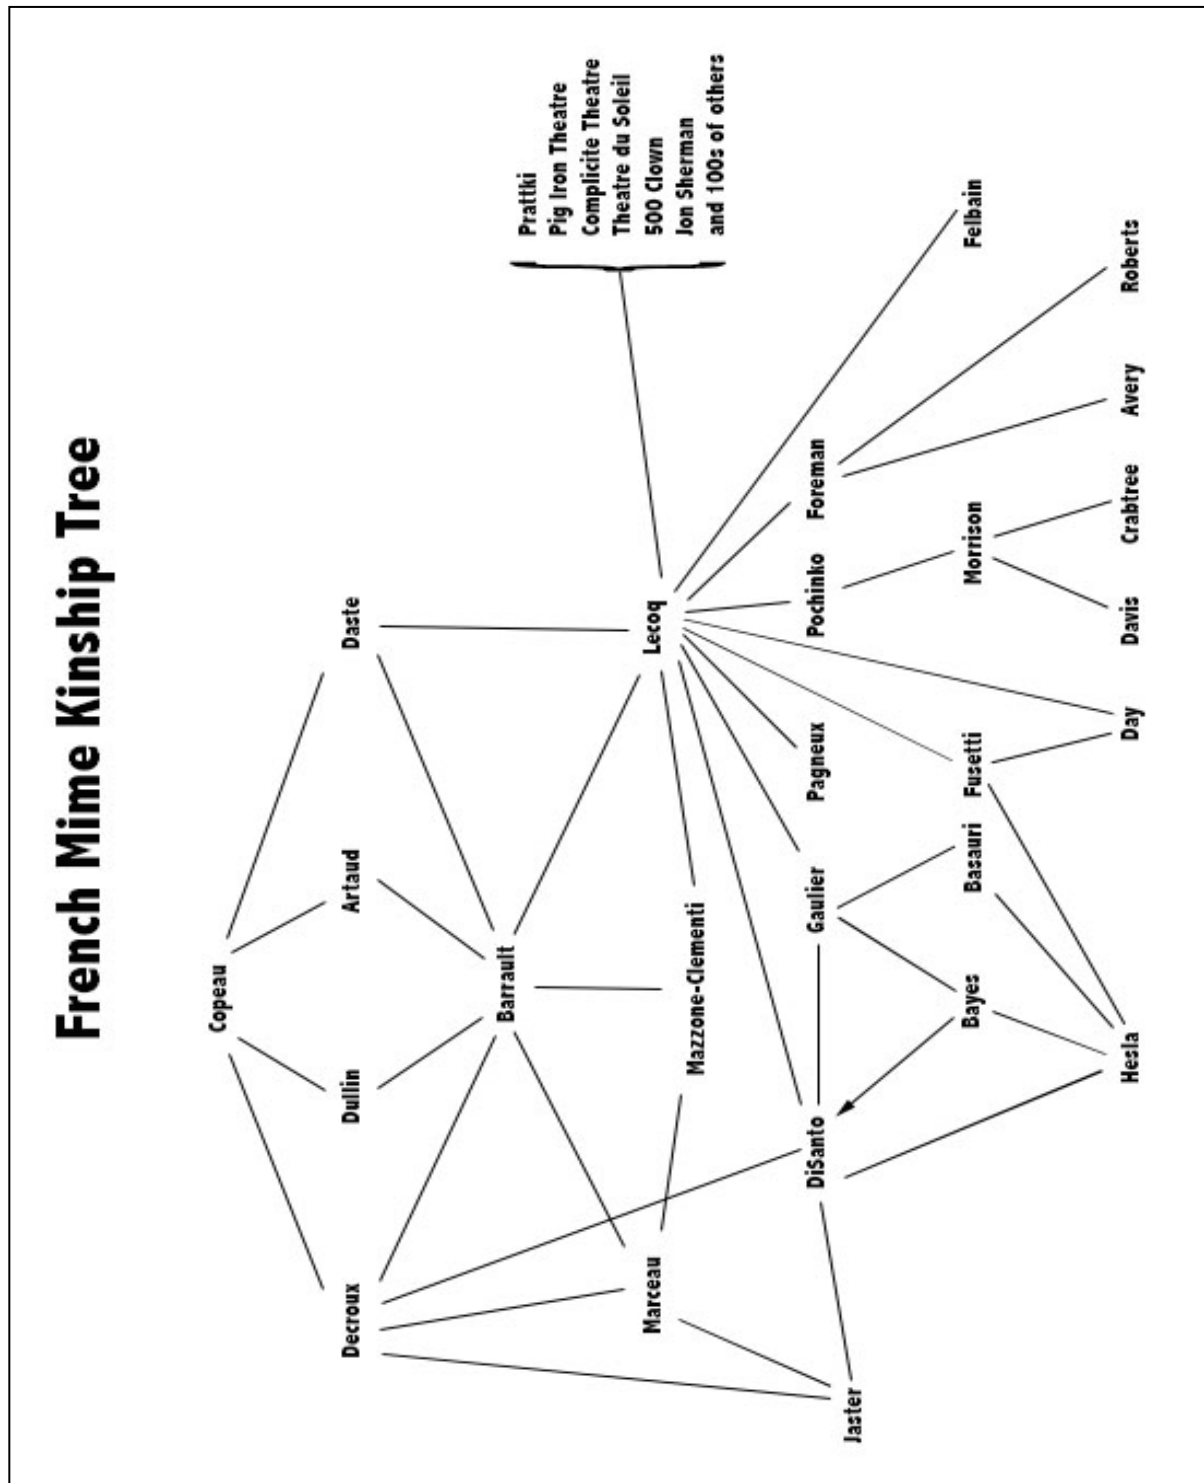 French Mime Kinship Tree
Copeau
Decroux
Dullin
Artaud
Daste
Barrault
Prattki
Pig Iron Theatre
Complicite Theatre
Theatre du Soleil
500 Clown
Jon Sherman
and 100s of others
Marceau
Mazzone-Clementi
Lecoq
Jaster
DiSanto
Gaulier
Pagneux
Pochinko
Foreman
Bayes
Basauri
Fusetti
Morrison
Felbain
Hesla
Day
Davis
Crabtree
Avery
Roberts